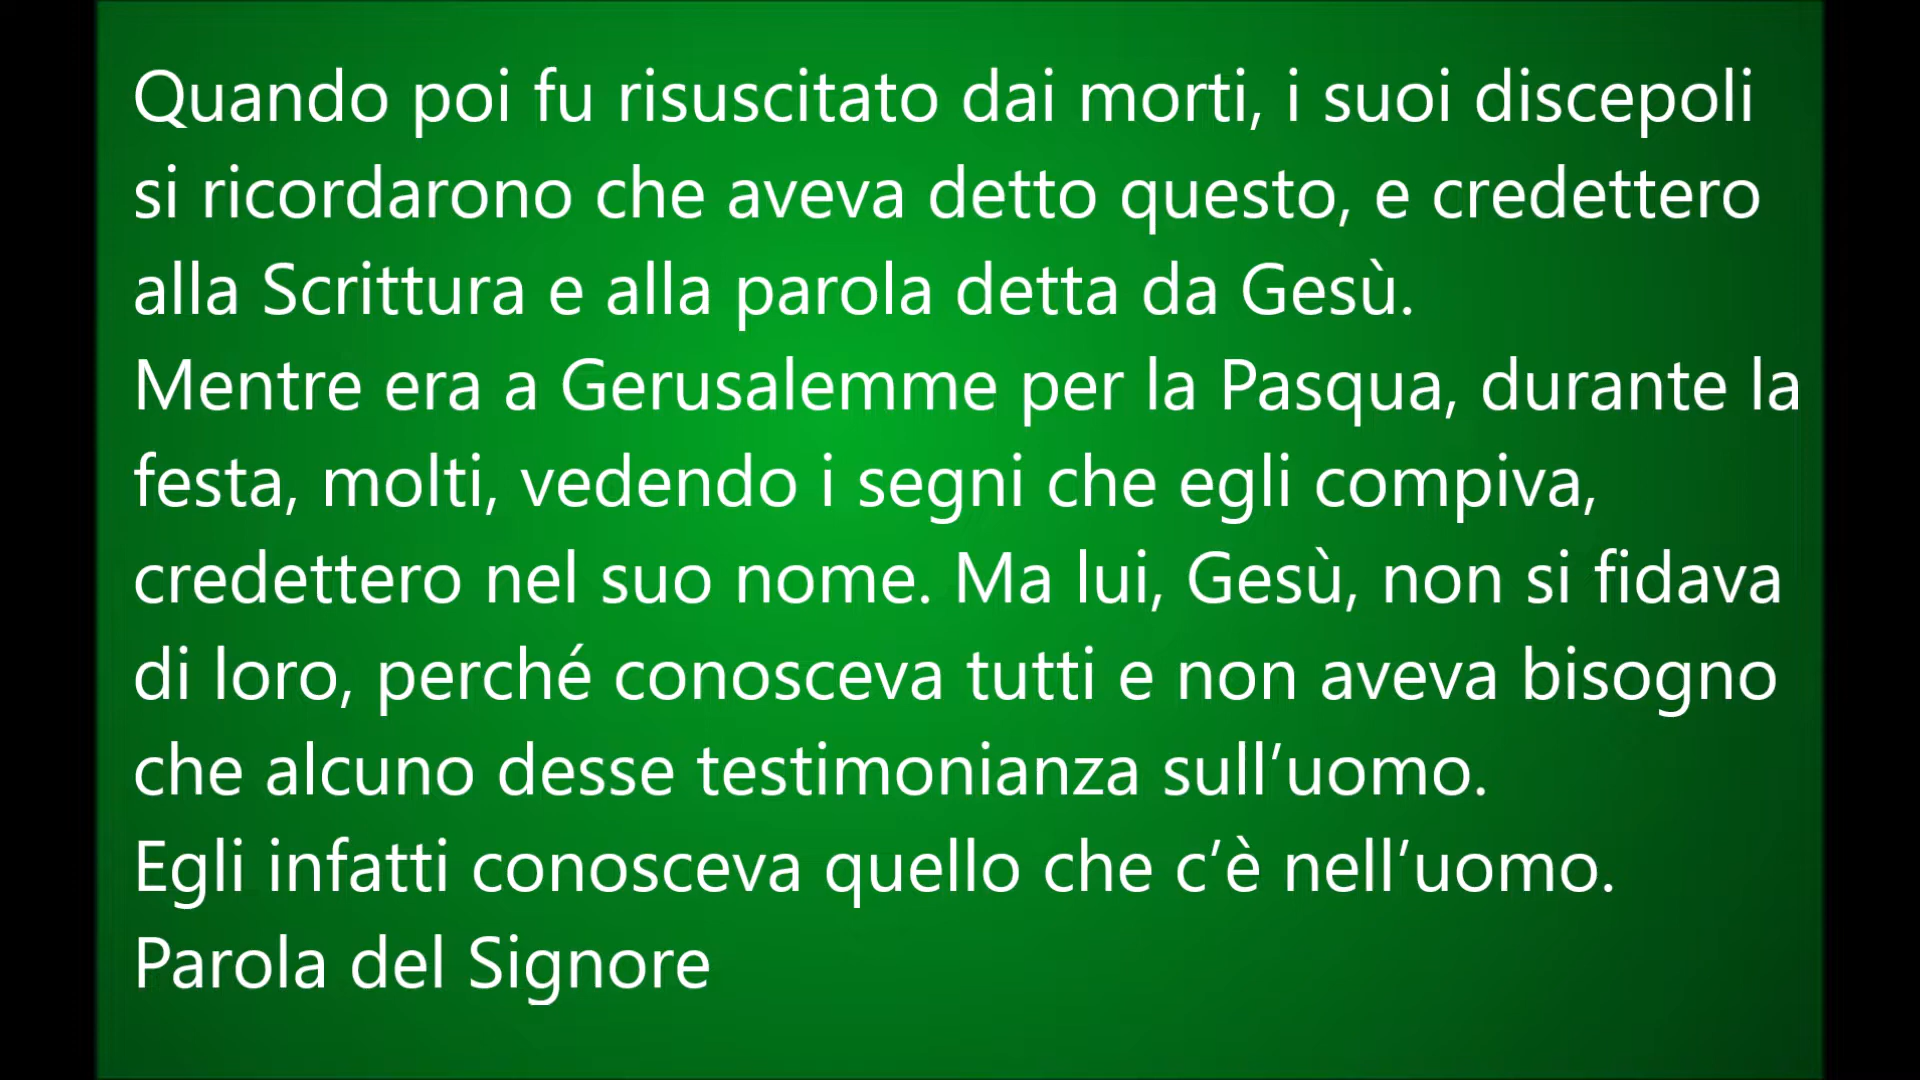 Quando poi fu risuscitato dai morti, i suoi discepoli
si ricordarono che aveva detto questo, e credettero
alla Scrittura e alla parola detta da Gesù.
Mentre era a Gerusalemme per la Pasqua, durante la
festa, molti, vedendo i segni che egli compiva,
credettero nel suo nome. Ma lui, Gesù, non si fidava
di loro, perché conosceva tutti e non aveva bisogno
che alcuno desse testimonianza sull’uomo.
Egli infatti conosceva quello che c’è nell’uomo.
Parola del Signore